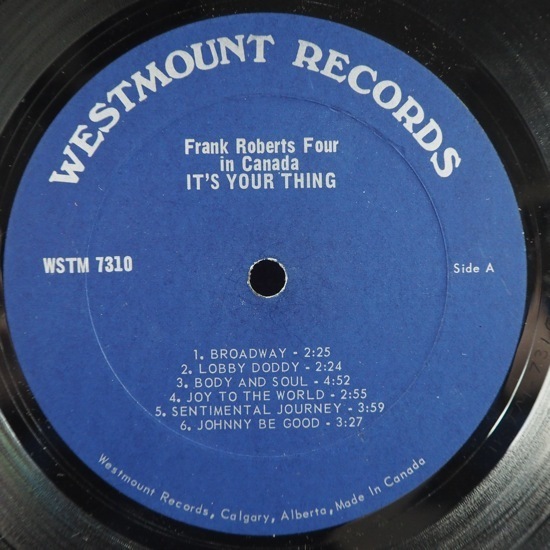 WESTMOUNT RECORDS
Frank Roberts Four
in Canada
IT'S YOUR THING
WSTM 7310
Side A
1. BROADWAY - 2:25
2. LOBBY DODDY - 2:24
3. BODY AND SOUL - 4:52
4. JOY TO THE WORLD - 2:55
5. SENTIMENTAL JOURNEY - 3:59
6. JOHNNY BE GOOD - 3:27
Westmount Records, Calgary, Alberta, Made In Canada